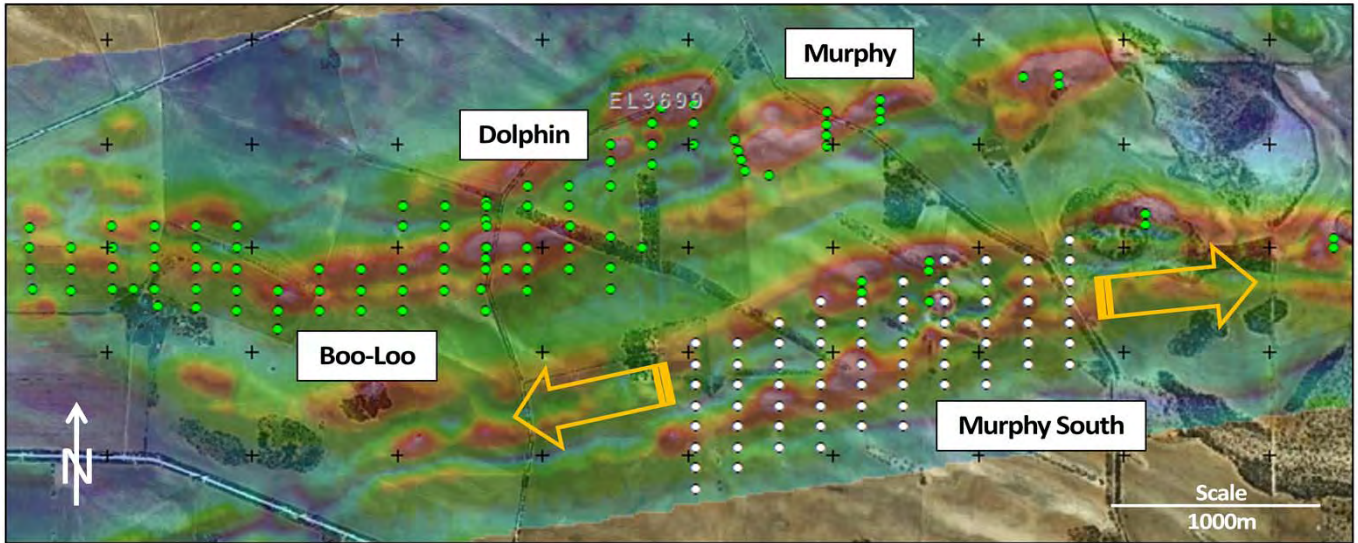 Murphy
EL3699
Dolphin
Boo-Loo
Murphy South
N
Scale
1000m